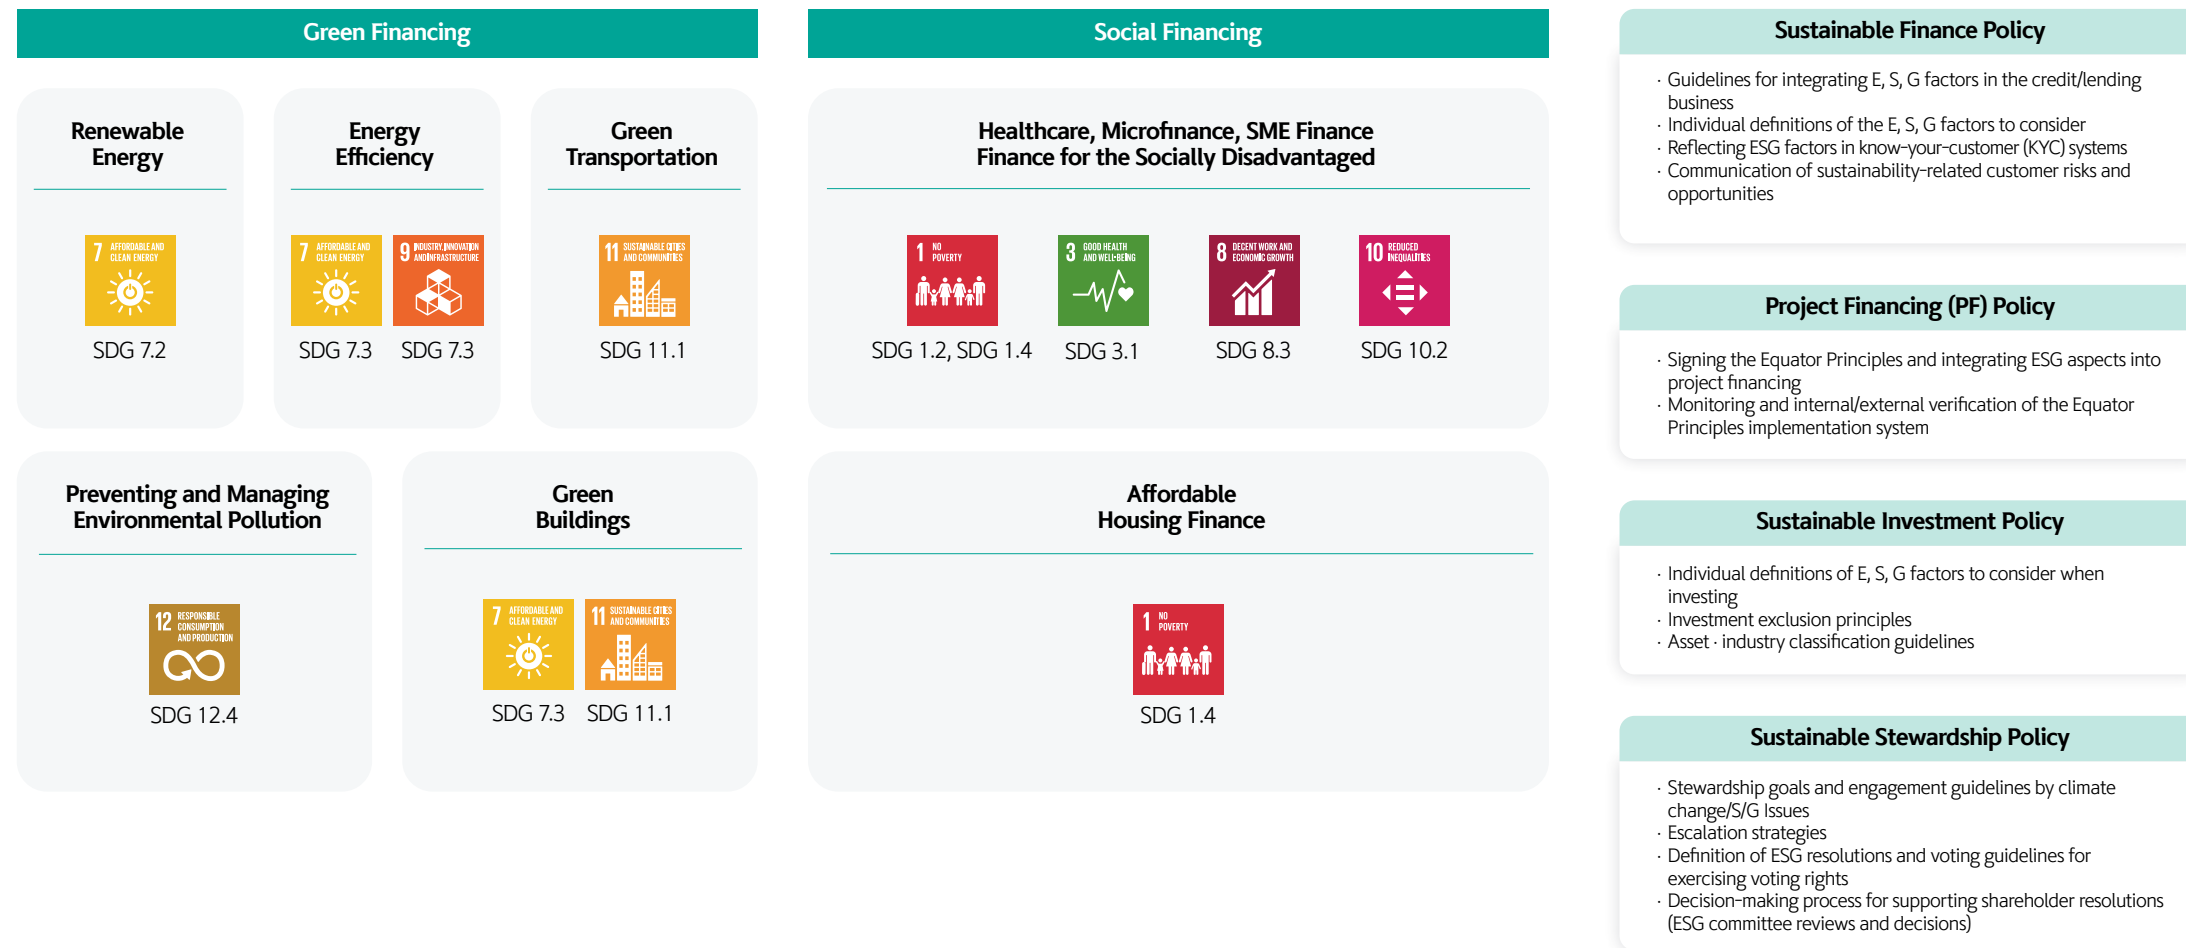 Green Financing
Renewable
Energy
7 AFFORDABLE AND
CLEAN ENERGY
SDG 7.2
Energy
Efficiency
7 AFFORDABLE AND
CLEAN ENERGY
SDG 7.3
9 INDUSTRY, INNOVATION
AND INFRASTRUCTURE
SDG 7.3
Green
Transportation
11 SUSTAINABLE CITIES
AND COMMUNITIES
SDG 11.1
Preventing and Managing
Environmental Pollution
12 RESPONSIBLE
CONSUMPTION
AND PRODUCTION
SDG 12.4
Green
Buildings
7 AFFORDABLE AND
CLEAN ENERGY
SDG 7.3
11 SUSTAINABLE CITIES
AND COMMUNITIES
SDG 11.1
Social Financing
Healthcare, Microfinance, SME Finance
Finance for the Socially Disadvantaged
1 NO
POVERTY
SDG 1.2, SDG 1.4
3 GOOD HEALTH
AND WELL-BEING
SDG 3.1
8 DECENT WORK AND
ECONOMIC GROWTH
SDG 8.3
10 REDUCED
INEQUALITIES
SDG 10.2
Affordable
Housing Finance
1 NO
POVERTY
SDG 1.4
Sustainable Finance Policy
· Guidelines for integrating E, S, G factors in the credit/lending
business
· Individual definitions of the E, S, G factors to consider
· Reflecting ESG factors in know-your-customer (KYC) systems
· Communication of sustainability-related customer risks and
opportunities
Project Financing (PF) Policy
· Signing the Equator Principles and integrating ESG aspects into
project financing
· Monitoring and internal/external verification of the Equator
Principles implementation system
Sustainable Investment Policy
· Individual definitions of E, S, G factors to consider when
investing
· Investment exclusion principles
· Asset · industry classification guidelines
Sustainable Stewardship Policy
· Stewardship goals and engagement guidelines by climate
change/S/G Issues
· Escalation strategies
· Definition of ESG resolutions and voting guidelines for
exercising voting rights
· Decision-making process for supporting shareholder resolutions
(ESG committee reviews and decisions)